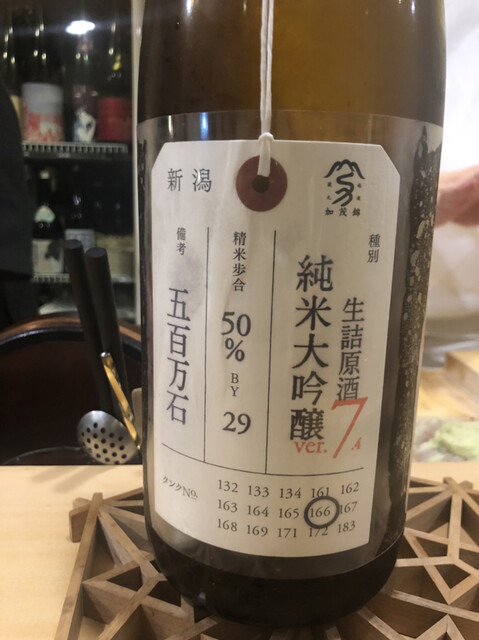 新潟
加茂錦
種別
生詰原酒
純米大吟醸
ver. 7.4
精米歩合
50%
BY
29
備考
五百万石
タンクNo.
132 133 134 161 162
163 164 165 166 167
168 169 171 172 183